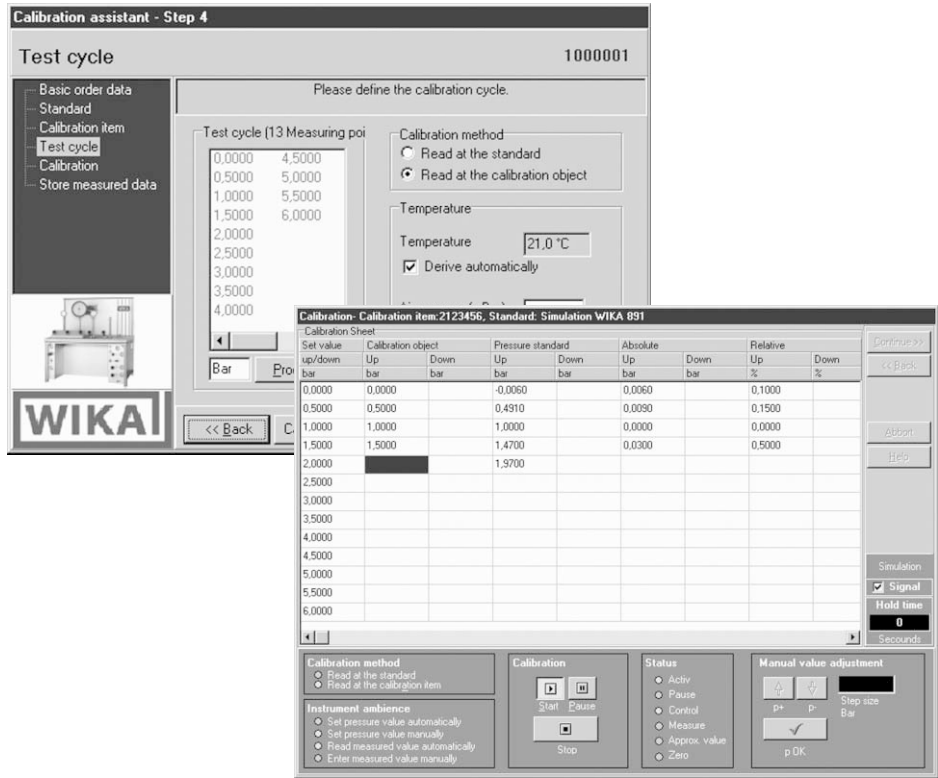 Calibration assistant - Step 4
Test cycle 1000001
Basic order data
Standard
Calibration item
Test cycle
Calibration
Store measured data
Please define the calibration cycle.
Test cycle (13 Measuring poi
0,0000 4,5000
0,5000 5,0000
1,0000 5,5000
1,5000 6,0000
2,0000
2,5000
3,0000
3,5000
4,0000
Bar
Calibration method
Read at the standard
Read at the calibration object
Temperature
Temperature 21,0 °C
Derive automatically
WIKA
<< Back
Calibration- Calibration item:2123456, Standard: Simulation WIKA 891
Calibration Sheet
Set value Calibration object Pressure standard Absolute Relative
up/down Up Down Up Down Up Down Up Down
bar bar bar bar bar bar bar % %
0,0000 0,0000 -0,0060 0,0060 0,1000
0,5000 0,5000 0,4910 0,0090 0,1500
1,0000 1,0000 1,0000 0,0000 0,0000
1,5000 1,5000 1,4700 0,0300 0,5000
2,0000 1,9700
2,5000
3,0000
3,5000
4,0000
4,5000
5,0000
5,5000
6,0000
Continue >>
<< Back
Abbort
Help
Simulation
Signal
Hold time
0
Secounds
Calibration method
Read at the standard
Read at the calibration item
Instrument ambience
Set pressure value automatically
Set pressure value manually
Read measured value automatically
Enter measured value manually
Calibration
Start Pause
Stop
Status
Activ
Pause
Control
Measure
Approx. value
Zero
Manual value adjustment
p+ p-
Step size
Bar
p OK